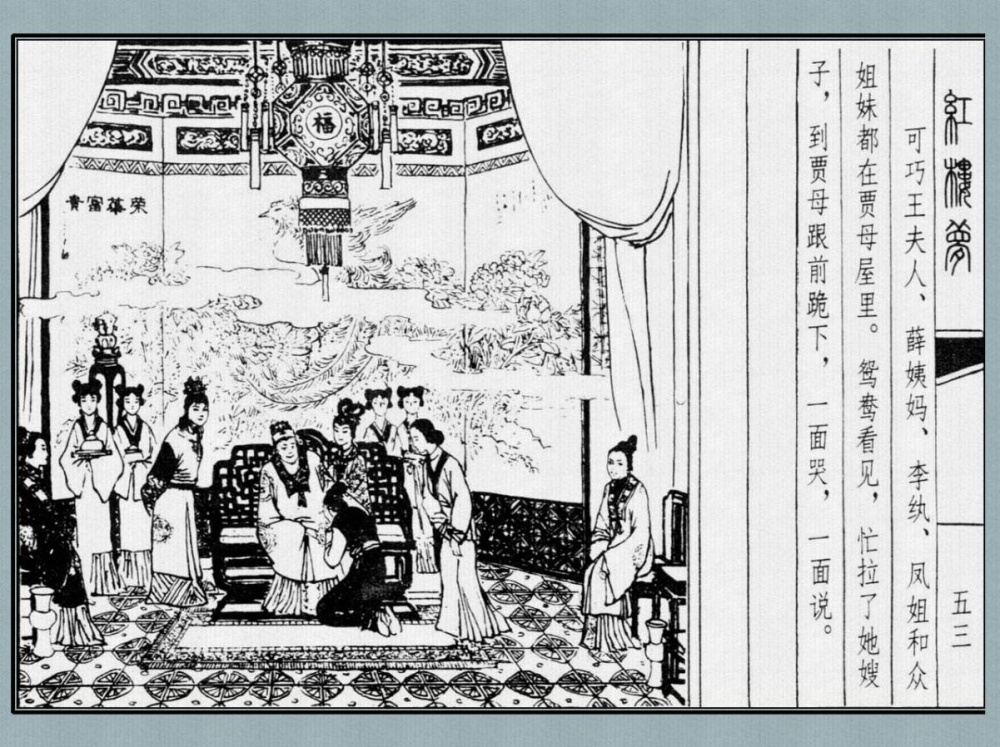 紅樓夢
五三
可巧王夫人、薛姨妈、李纨、凤姐和众
姐妹都在贾母屋里。鸳鸯看见，忙拉了她嫂
子，到贾母跟前跪下，一面哭，一面说。
福
榮華富貴